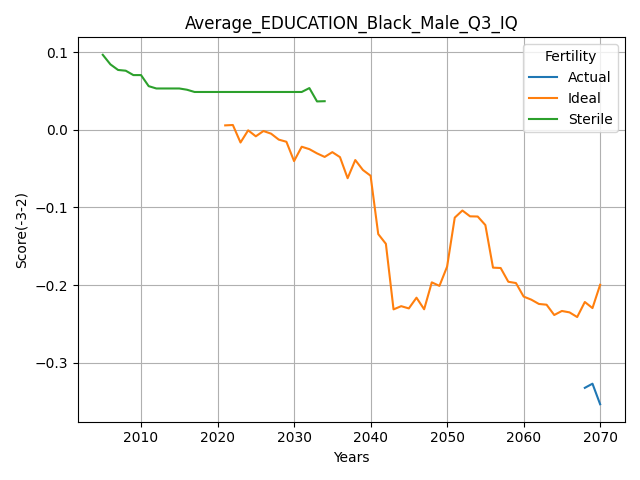 Average_EDUCATION_Black_Male_Q3_IQ
Fertility
Actual
Ideal
Sterile
Score(-3-2)
0.1
0.0
−0.1
−0.2
−0.3
2010 2020 2030 2040 2050 2060 2070
Years